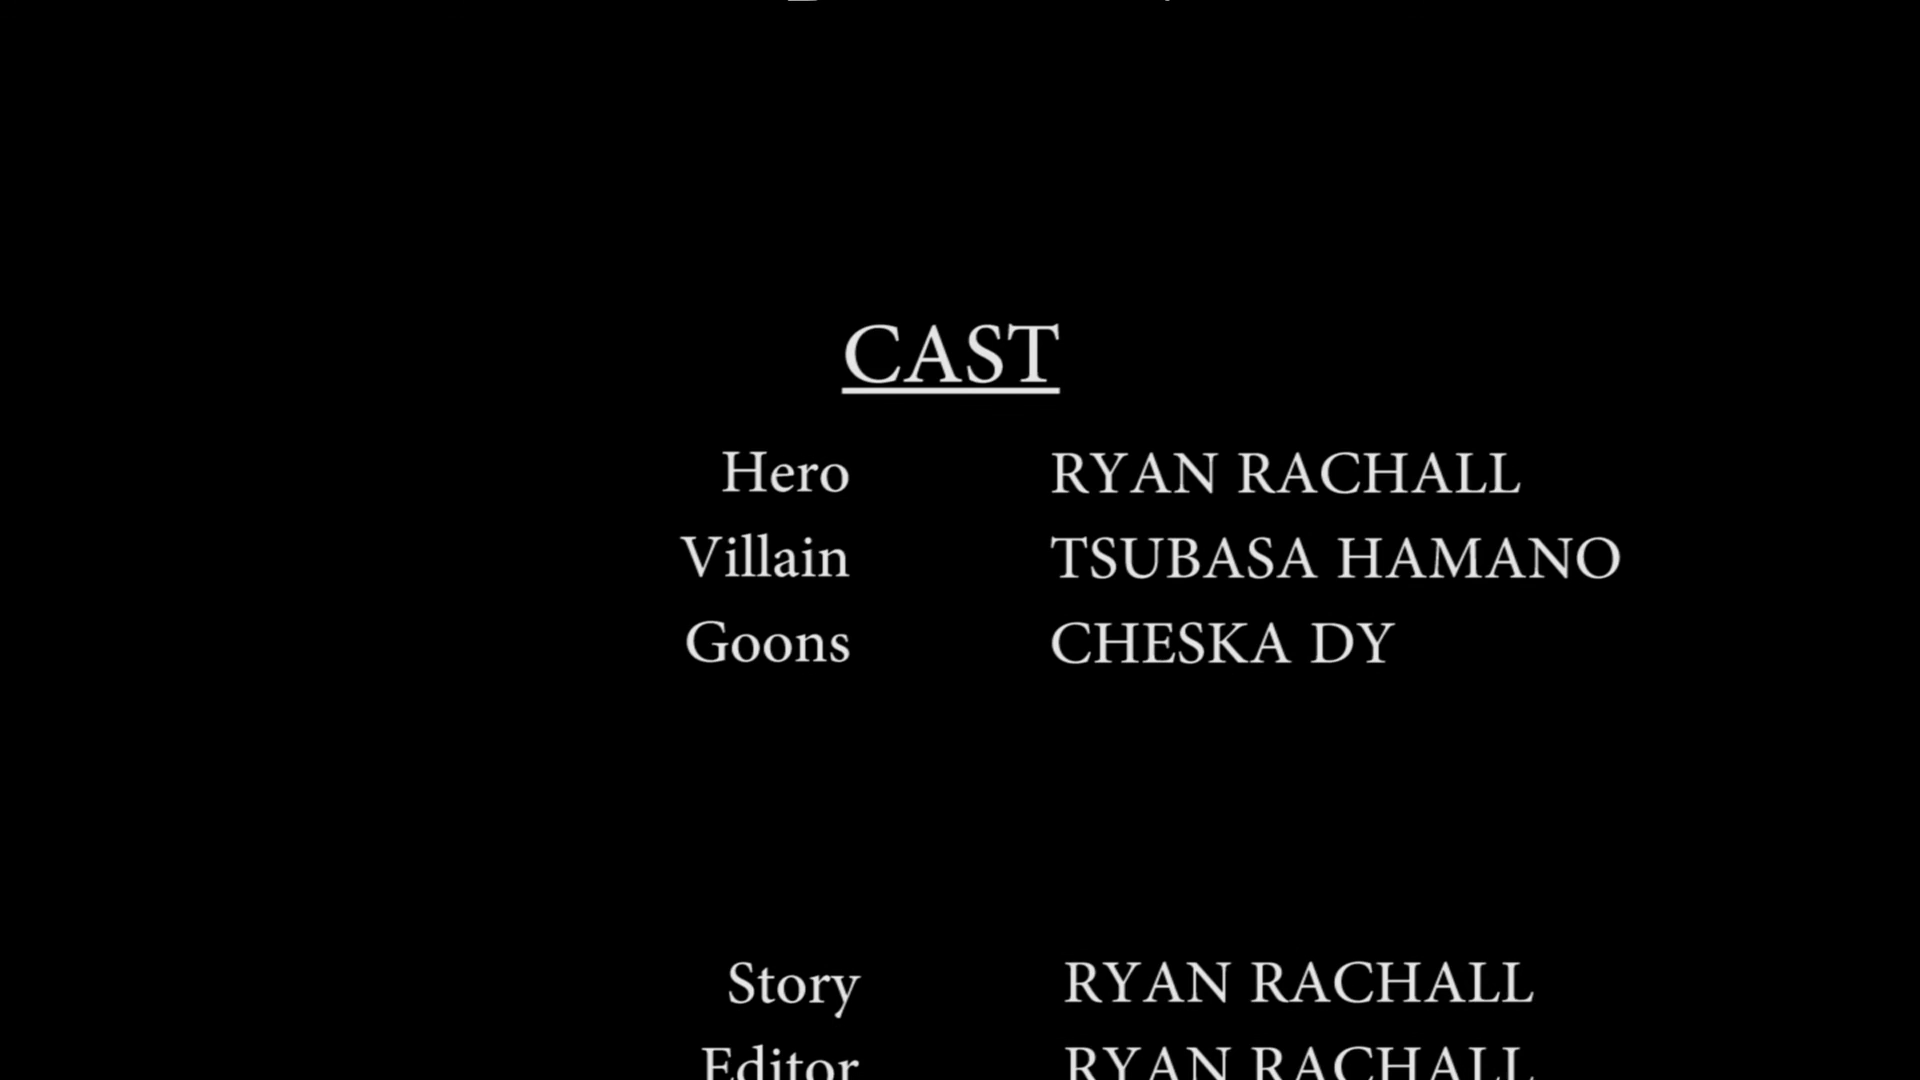 CAST
Hero RYAN RACHALL
Villain TSUBASA HAMANO
Goons CHESKA DY
Story RYAN RACHALL
Editor RYAN RACHALL